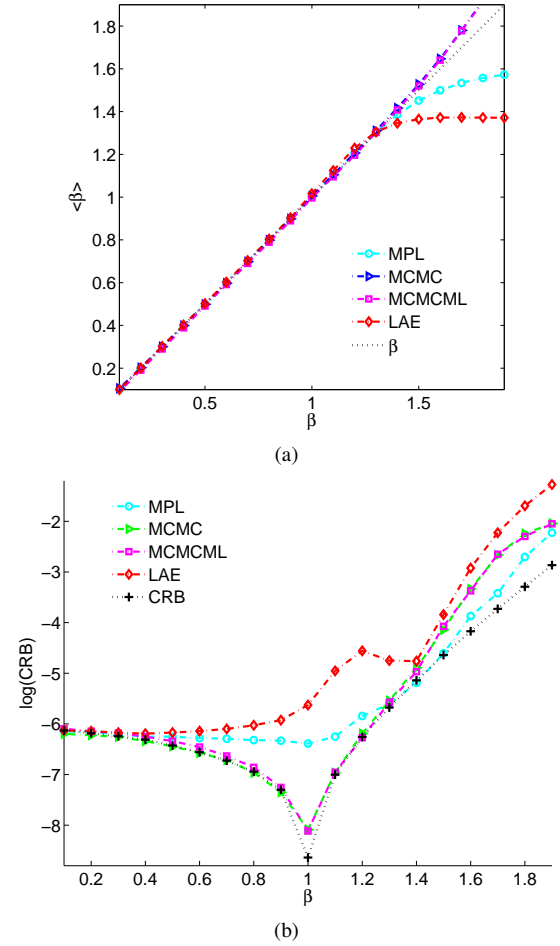 1.8
1.6
1.4
1.2
1
0.8
0.6
0.4
0.2
<β>
MPL
MCMC
MCMCML
LAE
β
0.5 1 1.5
β
(a)
−2
−3
−4
−5
−6
−7
−8
log(CRB)
MPL
MCMC
MCMCML
LAE
CRB
0.2 0.4 0.6 0.8 1 1.2 1.4 1.6 1.8
β
(b)